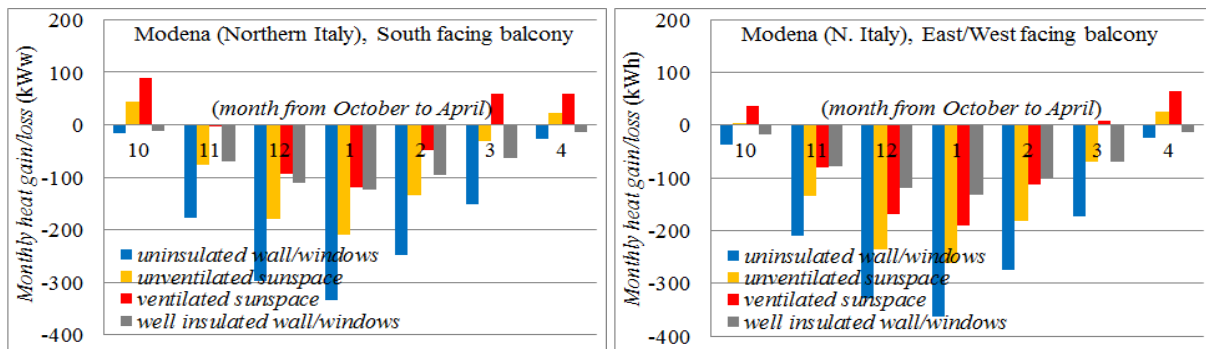 Modena (Northern Italy), South facing balcony
Monthly heat gain/loss (kWw)
200
100
0
-100
-200
-300
-400
(month from October to April)
10
11
12
1
2
3
4
uninsulated wall/windows
unventilated sunspace
ventilated sunspace
well insulated wall/windows
Modena (N. Italy), East/West facing balcony
Monthly heat gain/loss (kWh)
200
100
0
-100
-200
-300
-400
(month from October to April)
10
11
12
1
2
3
4
uninsulated wall/windows
unventilated sunspace
ventilated sunspace
well insulated wall/windows